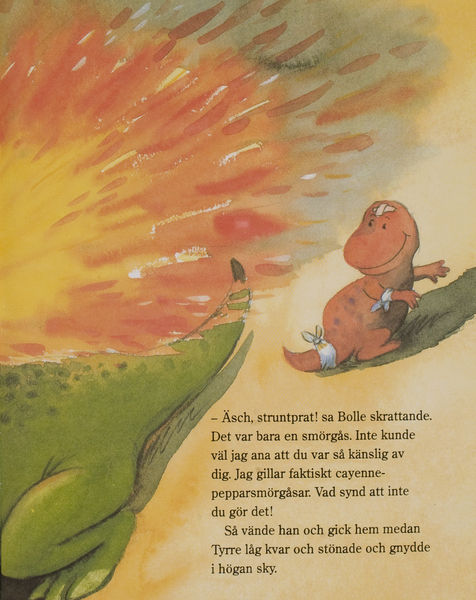 – Äsch, struntprat! sa Bolle skrattande.
Det var bara en smörgås. Inte kunde
väl jag ana att du var så känslig av
dig. Jag gillar faktiskt cayenne-
pepparsmörgåsar. Vad synd att inte
du gör det!
Så vände han och gick hem medan
Tyrre låg kvar och stönade och gnydde
i högan sky.